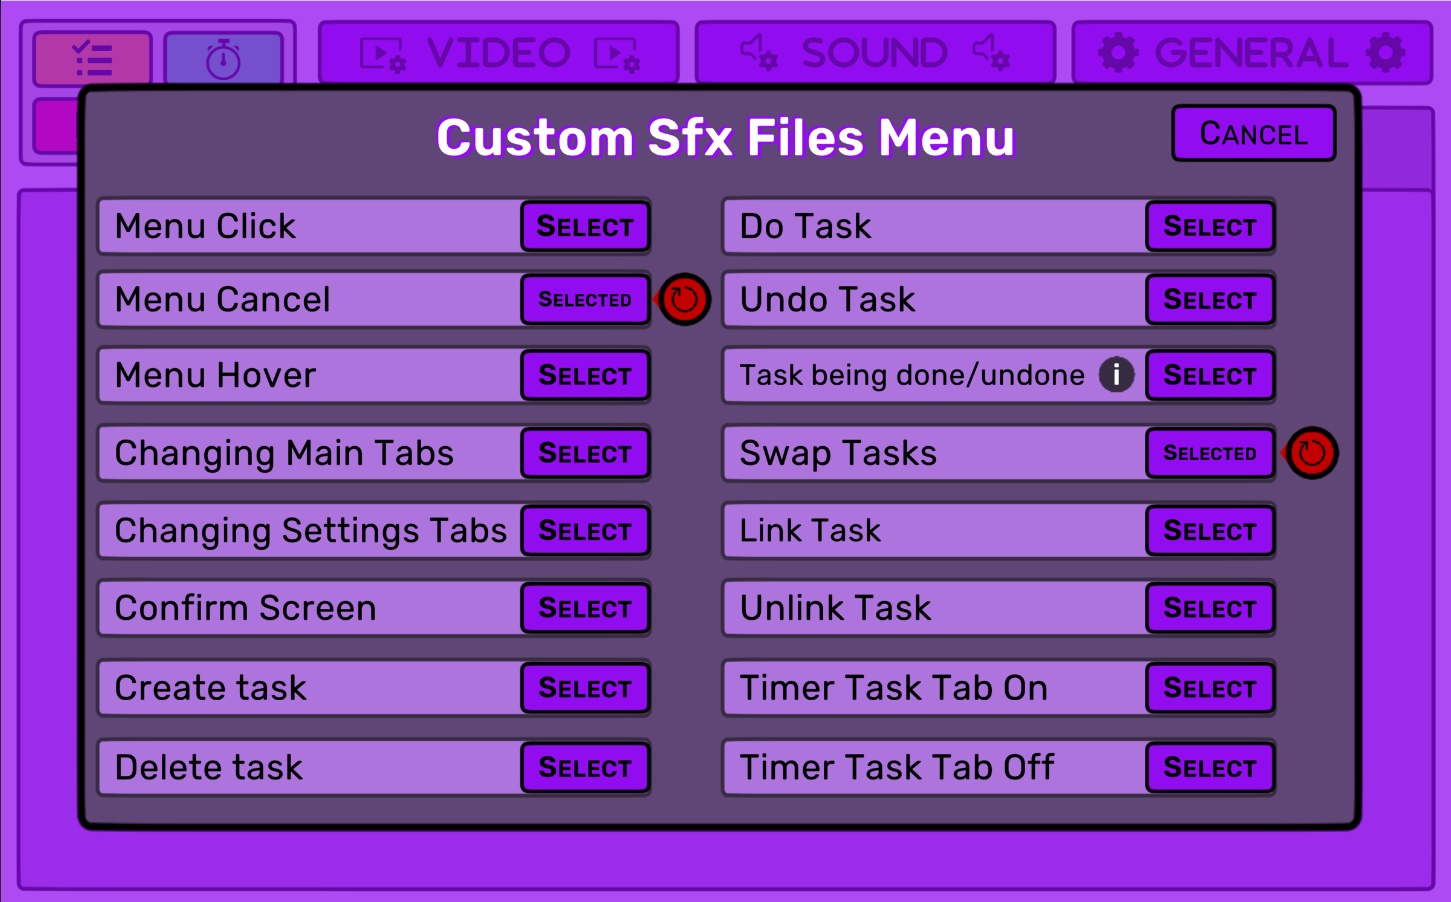 VIDEO
SOUND
GENERAL
Custom Sfx Files Menu
CANCEL
Menu Click SELECT
Do Task SELECT
Menu Cancel SELECTED
Undo Task SELECT
Menu Hover SELECT
Task being done/undone i SELECT
Changing Main Tabs SELECT
Swap Tasks SELECTED
Changing Settings Tabs SELECT
Link Task SELECT
Confirm Screen SELECT
Unlink Task SELECT
Create task SELECT
Timer Task Tab On SELECT
Delete task SELECT
Timer Task Tab Off SELECT